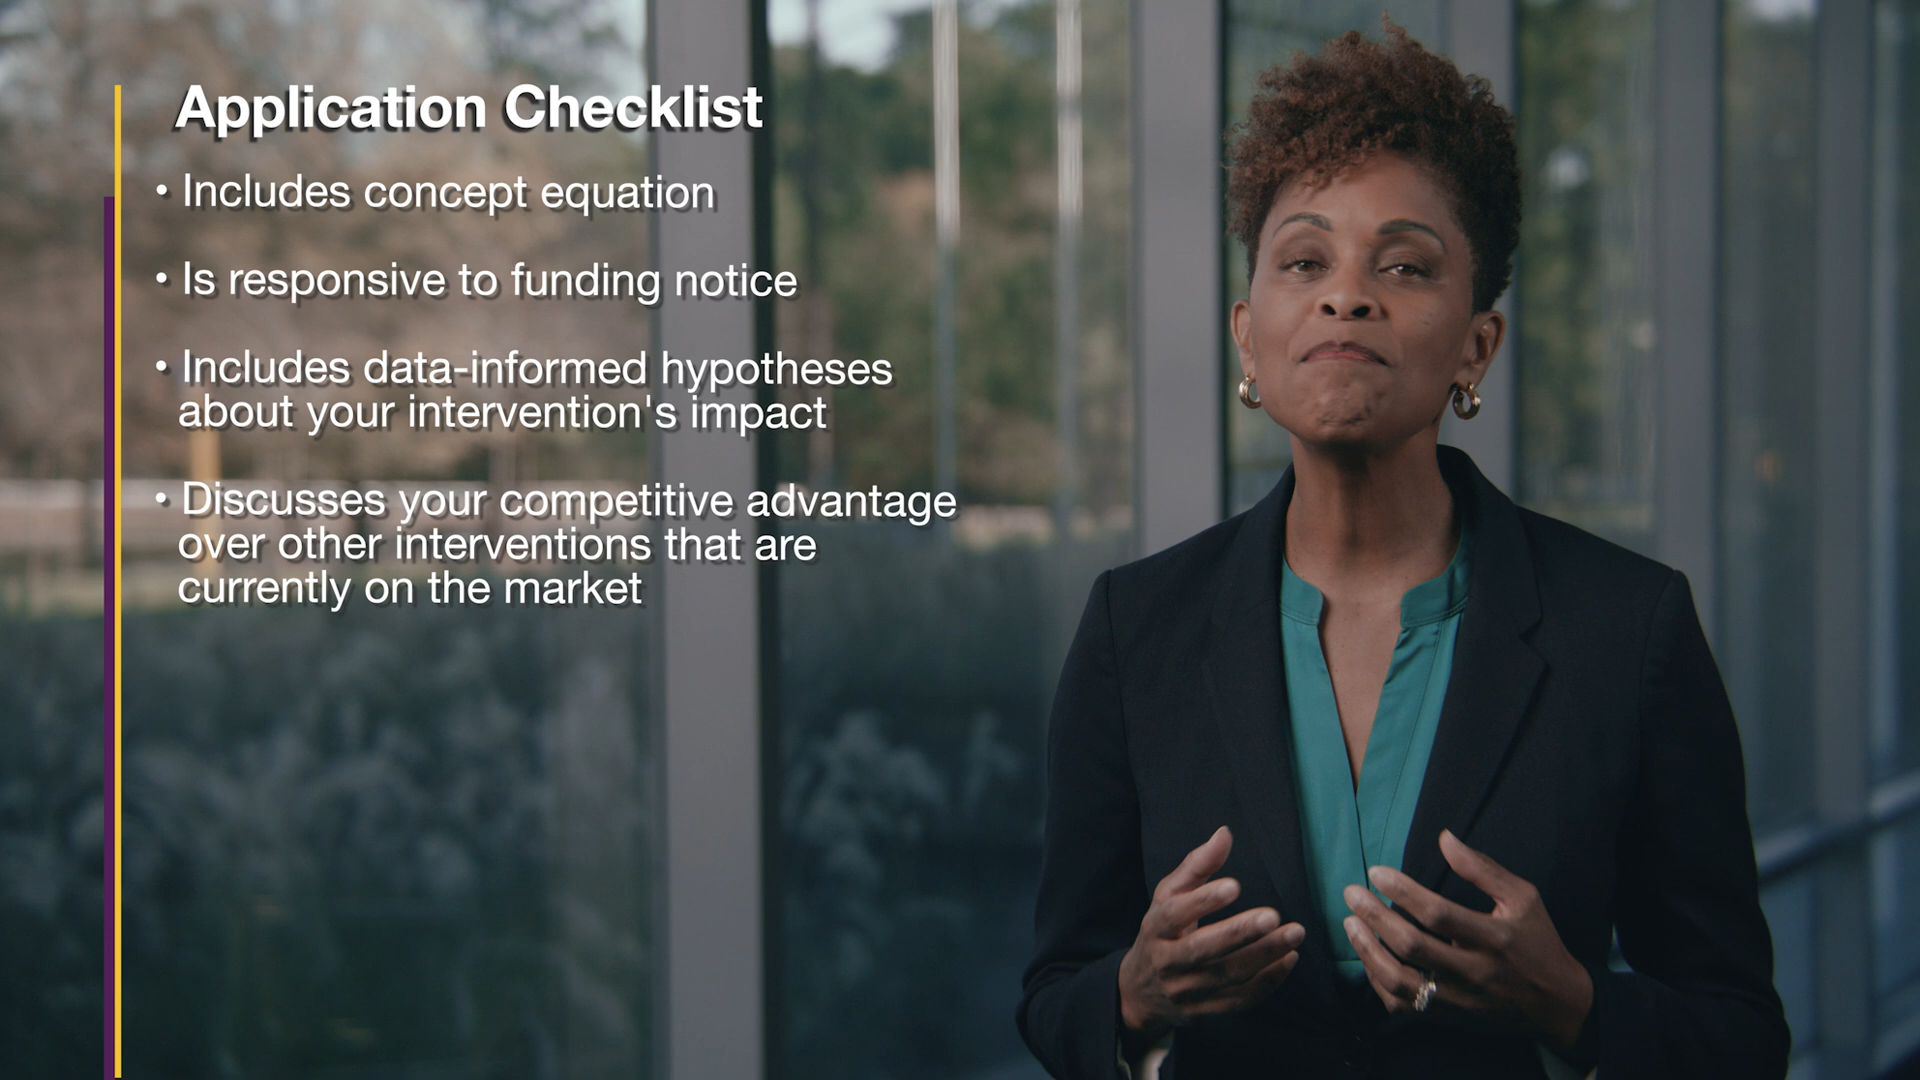 Application Checklist
• Includes concept equation
• Is responsive to funding notice
• Includes data-informed hypotheses
about your intervention's impact
• Discusses your competitive advantage
over other interventions that are
currently on the market